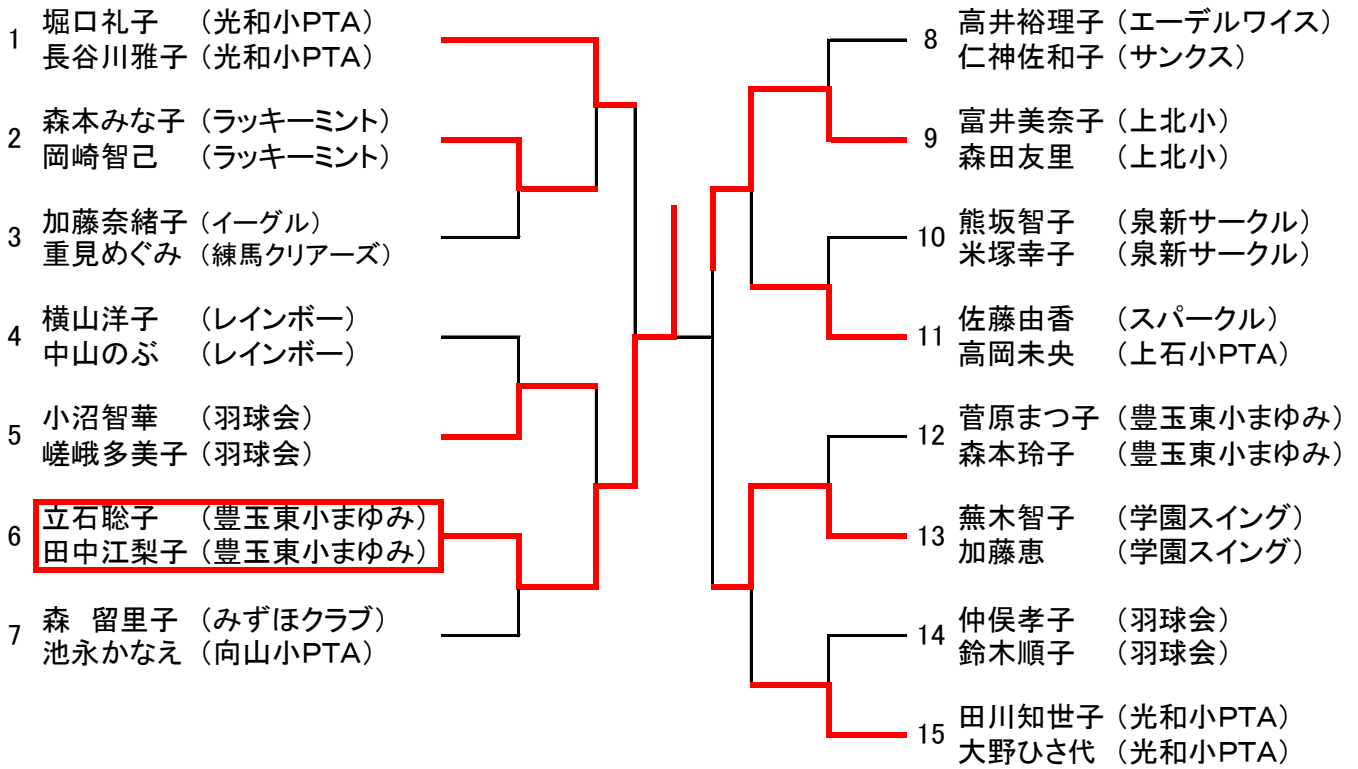 1
堀口礼子 (光和小PTA)
長谷川雅子 (光和小PTA)
2
森本みな子 (ラッキーミント)
岡崎智己 (ラッキーミント)
3
加藤奈緒子 (イーグル)
重見めぐみ (練馬クリアーズ)
4
横山洋子 (レインボー)
中山のぶ (レインボー)
5
小沼智華 (羽球会)
嵯峨多美子 (羽球会)
6
立石聡子 (豊玉東小まゆみ)
田中江梨子 (豊玉東小まゆみ)
7
森 留里子 (みずほクラブ)
池永かなえ (向山小PTA)
8
高井裕理子 (エーデルワイス)
仁神佐和子 (サンクス)
9
富井美奈子 (上北小)
森田友里 (上北小)
10
熊坂智子 (泉新サークル)
米塚幸子 (泉新サークル)
11
佐藤由香 (スパークル)
高岡未央 (上石小PTA)
12
菅原まつ子 (豊玉東小まゆみ)
森本玲子 (豊玉東小まゆみ)
13
蕪木智子 (学園スイング)
加藤恵 (学園スイング)
14
仲俣孝子 (羽球会)
鈴木順子 (羽球会)
15
田川知世子 (光和小PTA)
大野ひさ代 (光和小PTA)